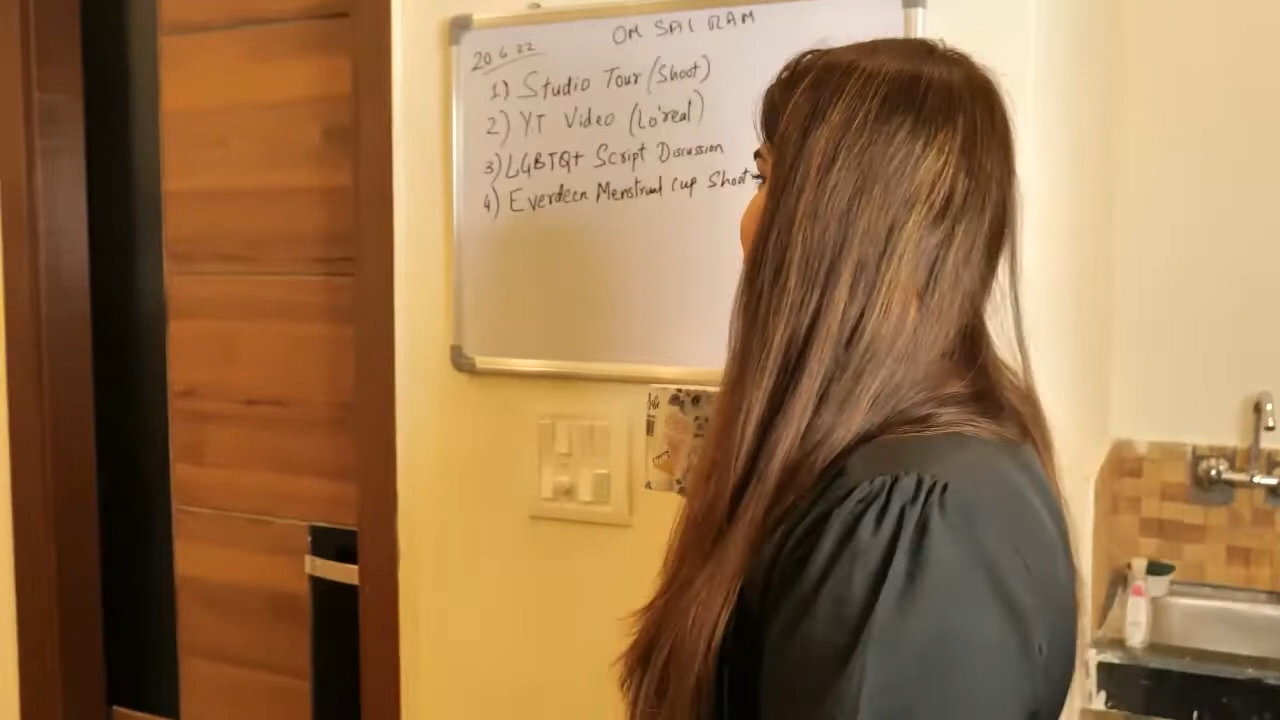 OM SAI RAM
20 6 22
1) Studio Tour (Shoot)
2) YT Video (Lo'real)
3) LGBTQ+ Script Discussion
4) Everdeen Menstrual Cup Shoot